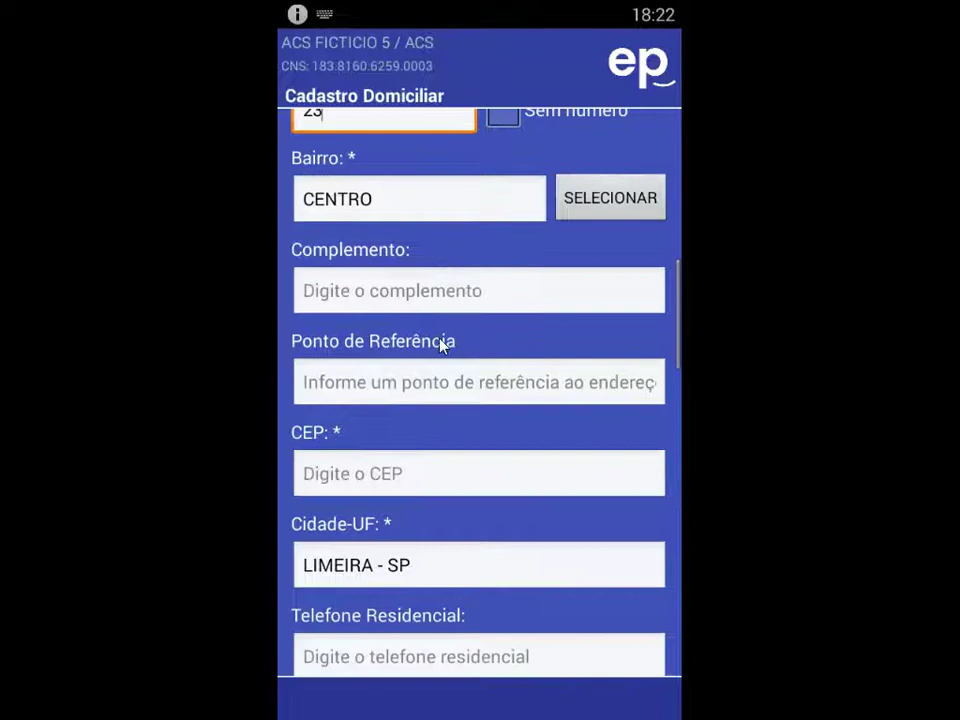 18:22
ACS FICTICIO 5 / ACS
CNS: 183.8160.6259.0003
ep
Cadastro Domiciliar
23
Sem número
Bairro: *
CENTRO
SELECIONAR
Complemento:
Digite o complemento
Ponto de Referência
Informe um ponto de referência ao endereç
CEP: *
Digite o CEP
Cidade-UF: *
LIMEIRA - SP
Telefone Residencial:
Digite o telefone residencial